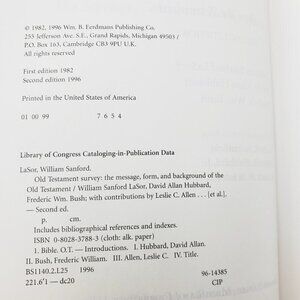 © 1982, 1996 Wm. B. Eerdmans Publishing Co.
255 Jefferson Ave. S.E., Grand Rapids, Michigan 49503 /
P.O. Box 163, Cambridge CB3 9PU U.K.
All rights reserved
First edition 1982
Second edition 1996
Printed in the United States of America
01 00 99 7 6 5 4
Library of Congress Cataloging-in-Publication Data
LaSor, William Sanford.
Old Testament survey: the message, form, and background of the
Old Testament / William Sanford LaSor, David Allan Hubbard,
Frederic Wm. Bush; with contributions by Leslie C. Allen . . . [et al.].
— Second ed.
p. cm.
Includes bibliographical references and indexes.
ISBN 0-8028-3788-3 (cloth: alk. paper)
1. Bible. O.T. — Introductions. I. Hubbard, David Allan.
II. Bush, Frederic William. III. Allen, Leslie C. IV. Title.
BS1140.2.L25 1996
221.6'1 — dc20 96-14385
CIP